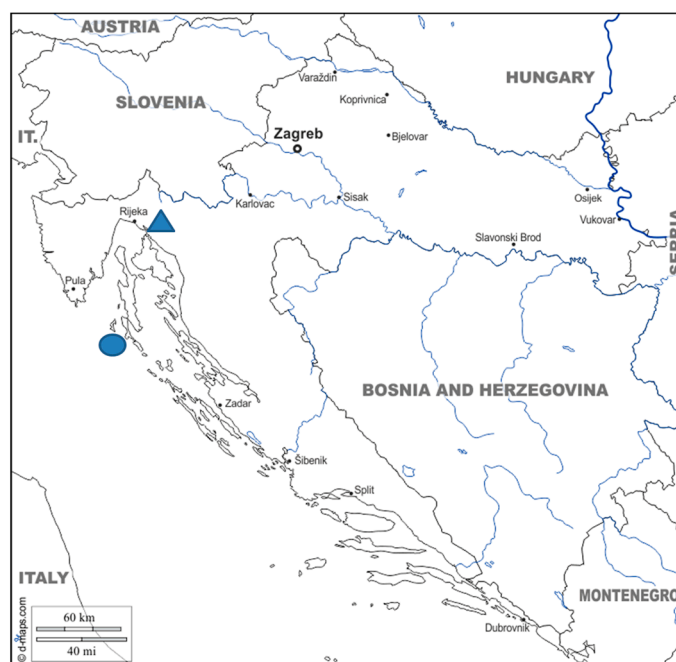 AUSTRIA
HUNGARY
Varaždin
Koprivnica
SLOVENIA
IT.
Zagreb
Bjelovar
Karlovac
Sisak
Osijek
Vukovar
Rijeka
Slavonski Brod
SERBIA
Pula
BOSNIA AND HERZEGOVINA
Zadar
Šibenik
Split
ITALY
MONTENEGRO
Dubrovnik
60 km
40 mi
© d-maps.com